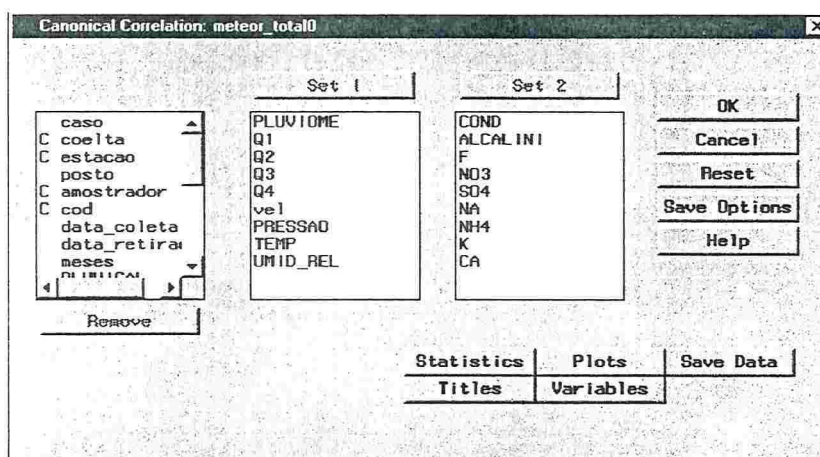 Canonical Correlation: meteor_total0
Set 1
Set 2
caso
C coelta
C estacao
posto
C amostrador
C cod
data_coleta
data_retira
meses
PLUVIOME
Q1
Q2
Q3
Q4
vel
PRESSAO
TEMP
UMID_REL
COND
ALCALINI
F
NO3
SO4
NA
NH4
K
CA
OK
Cancel
Reset
Save Options
Help
Remove
Statistics
Plots
Save Data
Titles
Variables